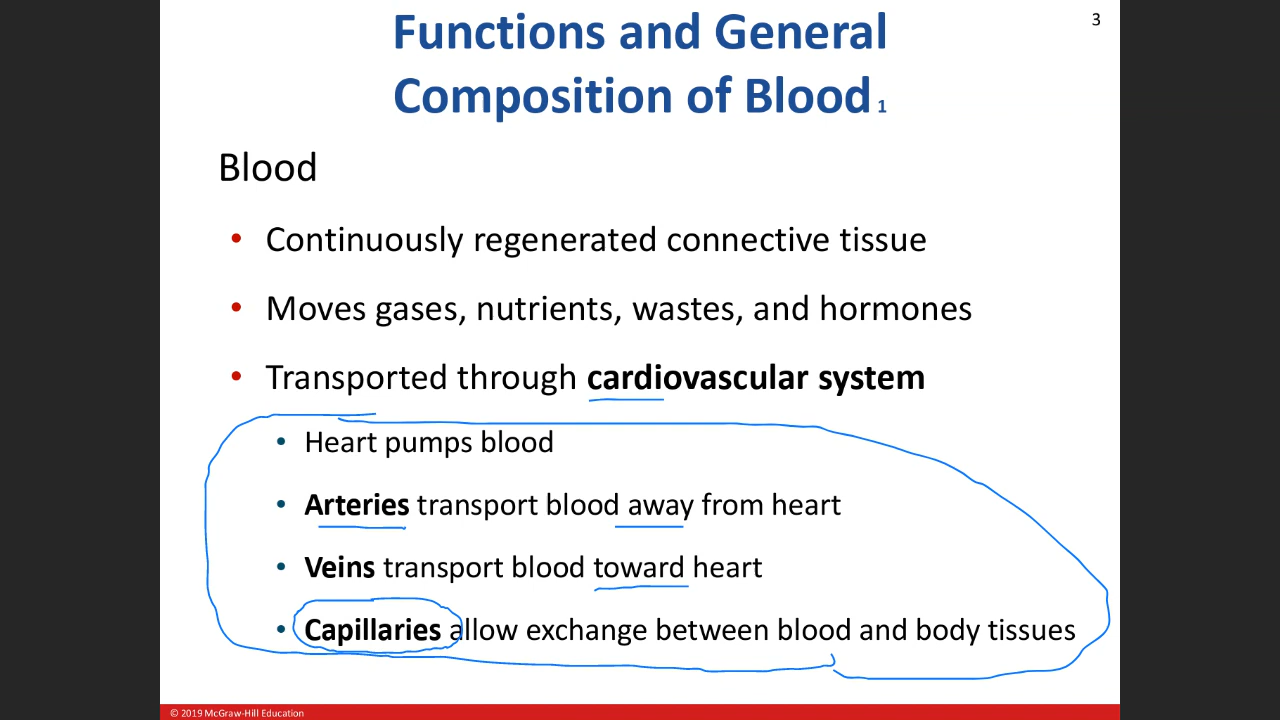 3
Functions and General
Composition of Blood 1
Blood
• Continuously regenerated connective tissue
• Moves gases, nutrients, wastes, and hormones
• Transported through cardiovascular system
• Heart pumps blood
• Arteries transport blood away from heart
• Veins transport blood toward heart
• Capillaries allow exchange between blood and body tissues
© 2019 McGraw-Hill Education